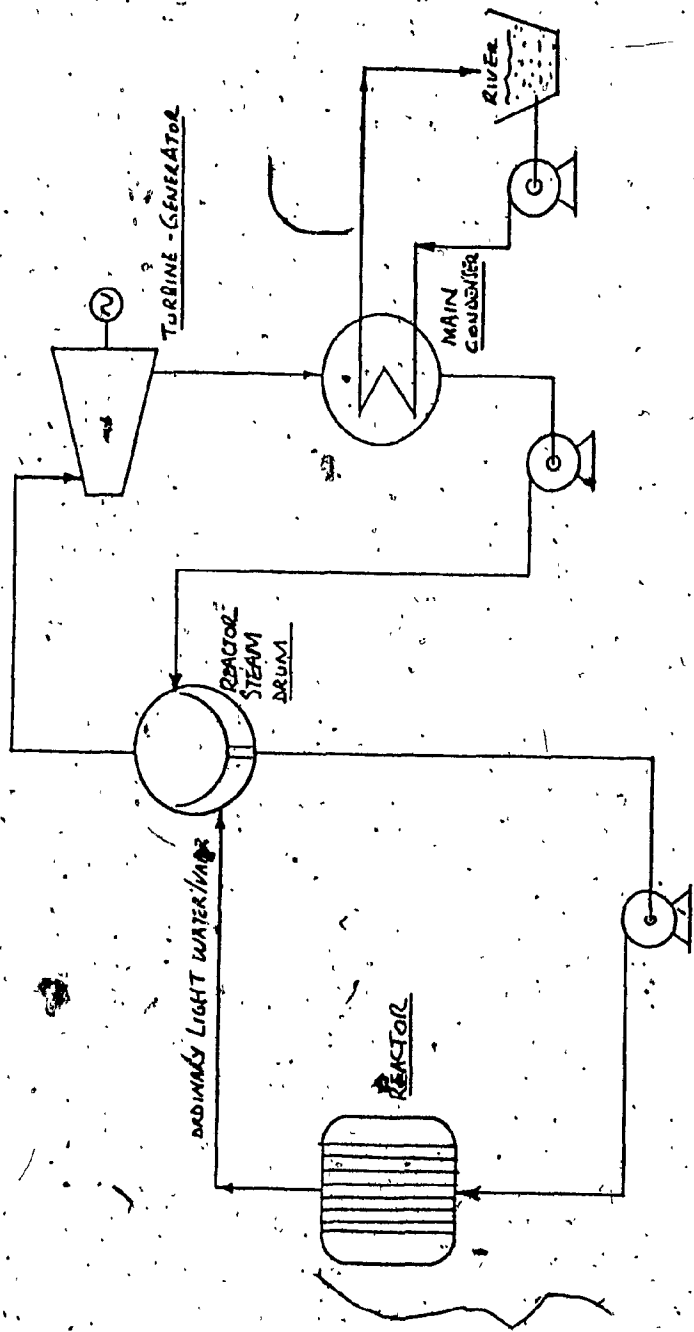 RIVER
TURBINE-GENERATOR
MAIN
CONDENSER
REACTOR
STEAM
DRUM
ORDINARY LIGHT WATER/VAPOR
REACTOR